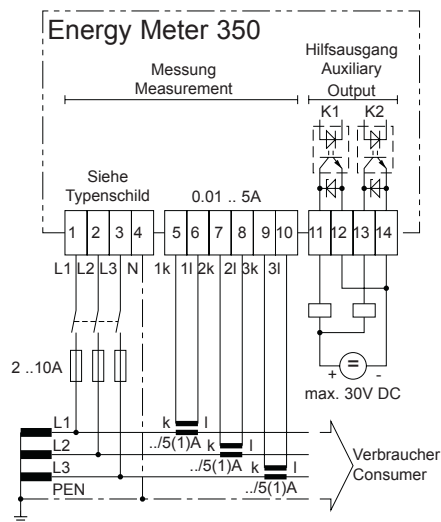 Energy Meter 350
Messung
Measurement
Hilfsausgang
Auxiliary
Output
K1 K2
Siehe
Typenschild
0.01 .. 5A
1 2 3 4 5 6 7 8 9 10 11 12 13 14
L1 L2 L3 N 1k 1l 2k 2l 3k 3l
2 ..10A
+ -
max. 30V DC
L1 k l
../5(1)A
L2 k l
../5(1)A
L3 k l
PEN ../5(1)A
Verbraucher
Consumer